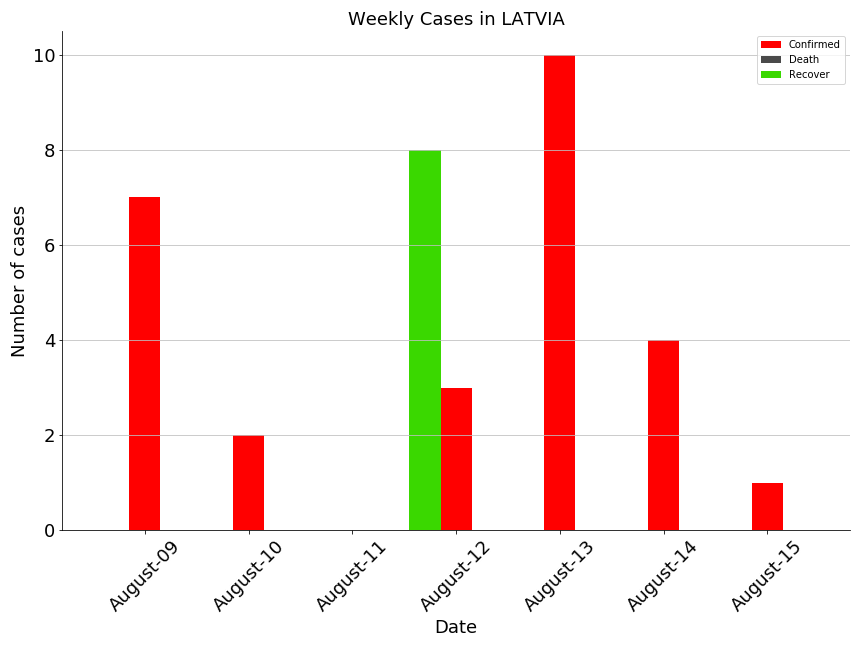 Weekly Cases in LATVIA
Confirmed
Death
Recover
Number of cases
10
8
6
4
2
0
August-09
August-10
August-11
August-12
August-13
August-14
August-15
Date